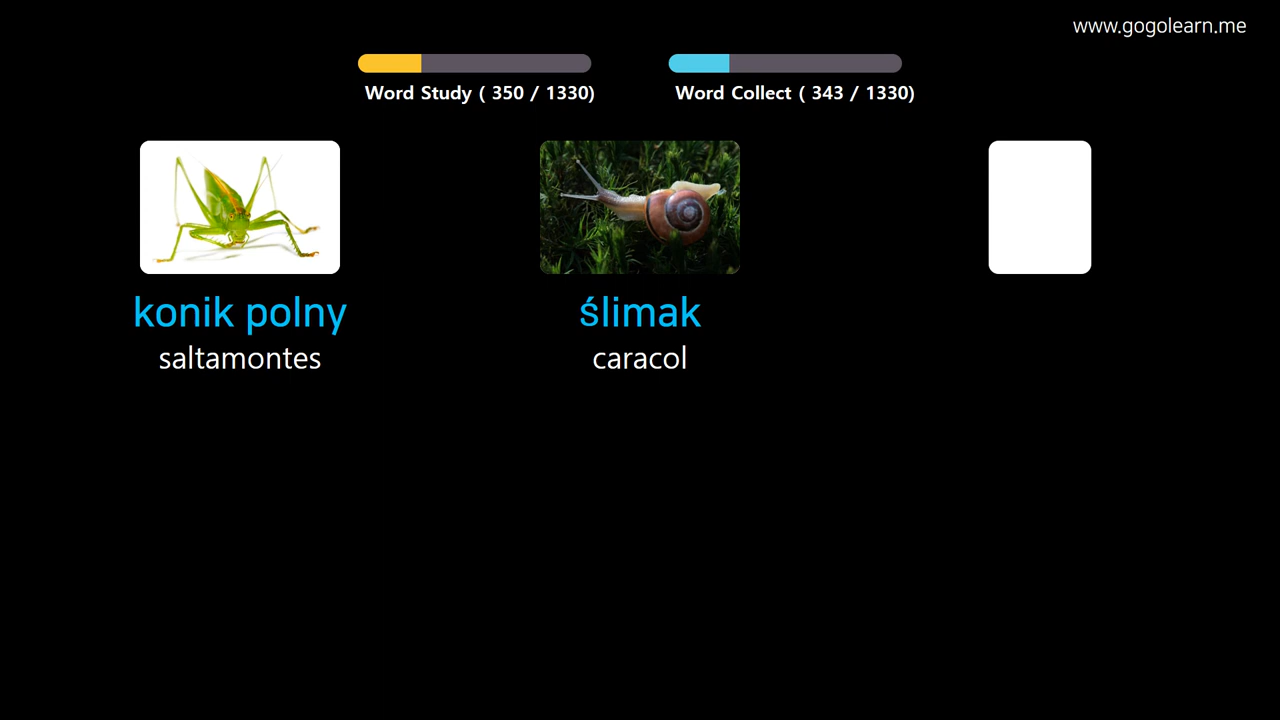 www.gogolearn.me
Word Study ( 350 / 1330)
Word Collect ( 343 / 1330)
konik polny
saltamontes
ślimak
caracol